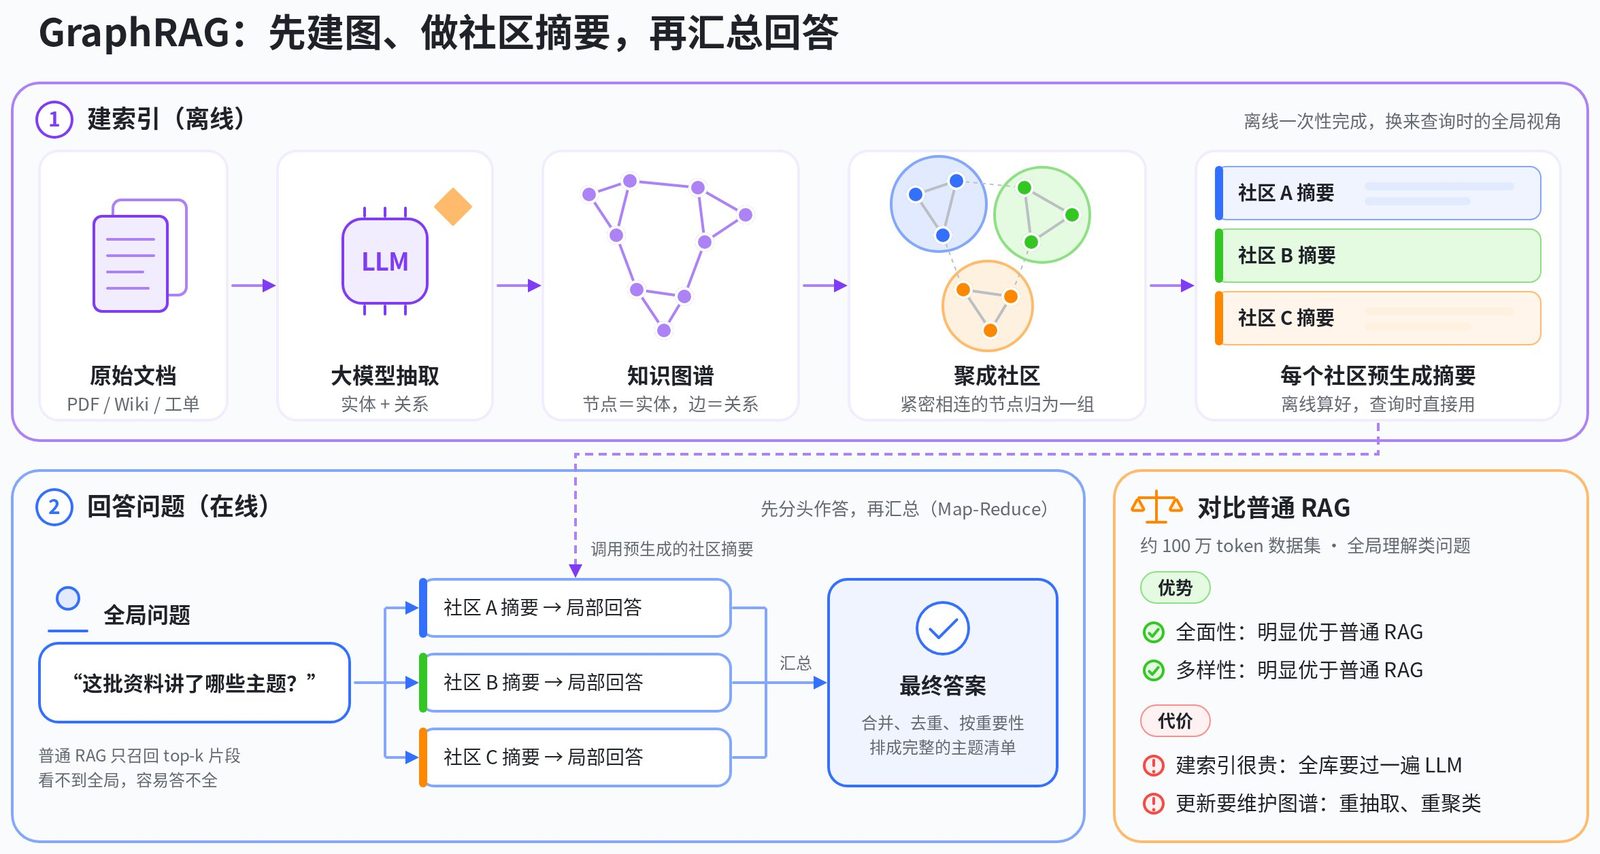 GraphRAG：先建图、做社区摘要，再汇总回答
1 建索引（离线）
离线一次性完成，换来查询时的全局视角
原始文档
PDF / Wiki / 工单
LLM
大模型抽取
实体 + 关系
知识图谱
节点＝实体，边＝关系
聚成社区
紧密相连的节点归为一组
社区 A 摘要
社区 B 摘要
社区 C 摘要
每个社区预生成摘要
离线算好，查询时直接用
2 回答问题（在线）
先分头作答，再汇总（Map-Reduce）
调用预生成的社区摘要
全局问题
“这批资料讲了哪些主题？”
普通 RAG 只召回 top-k 片段
看不到全局，容易答不全
社区 A 摘要 → 局部回答
社区 B 摘要 → 局部回答
社区 C 摘要 → 局部回答
汇总
最终答案
合并、去重、按重要性
排成完整的主题清单
对比普通 RAG
约 100 万 token 数据集 · 全局理解类问题
优势
全面性：明显优于普通 RAG
多样性：明显优于普通 RAG
代价
建索引很贵：全库要过一遍 LLM
更新要维护图谱：重抽取、重聚类